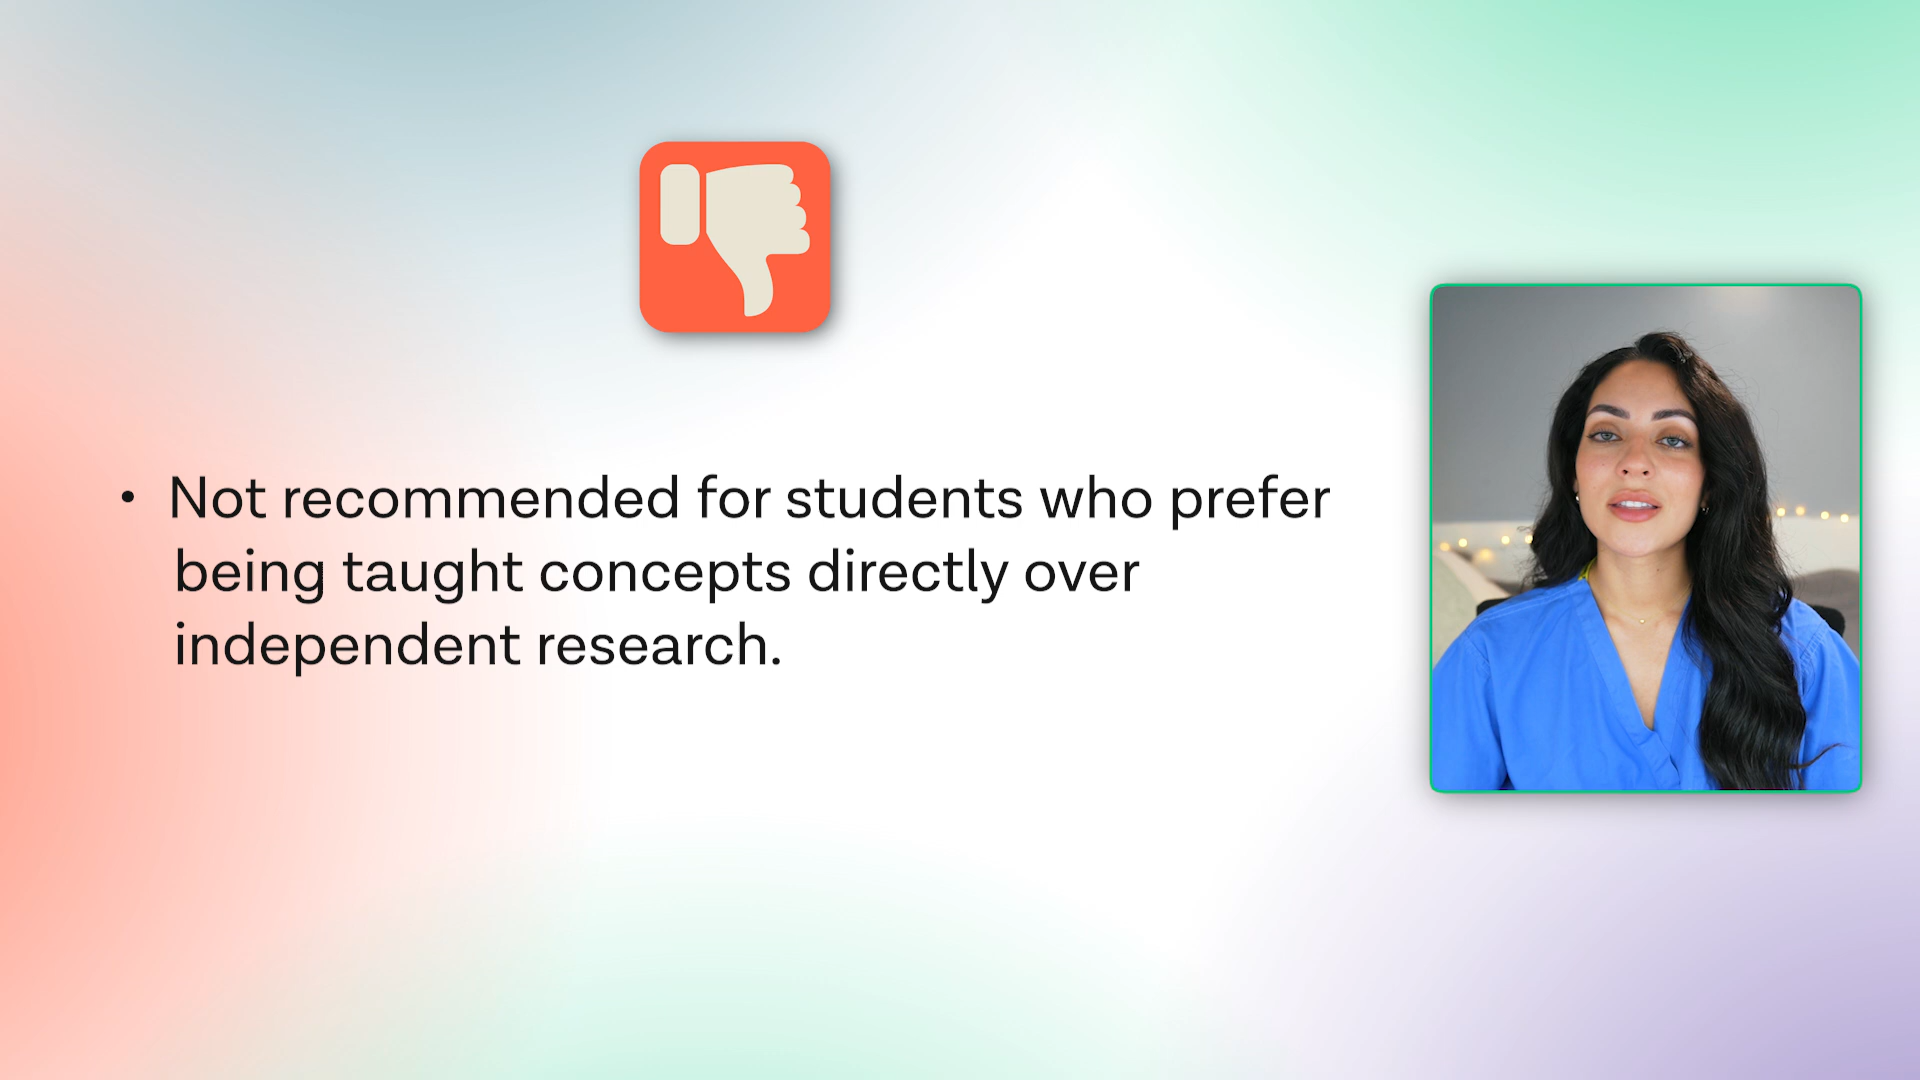 • Not recommended for students who prefer
being taught concepts directly over
independent research.